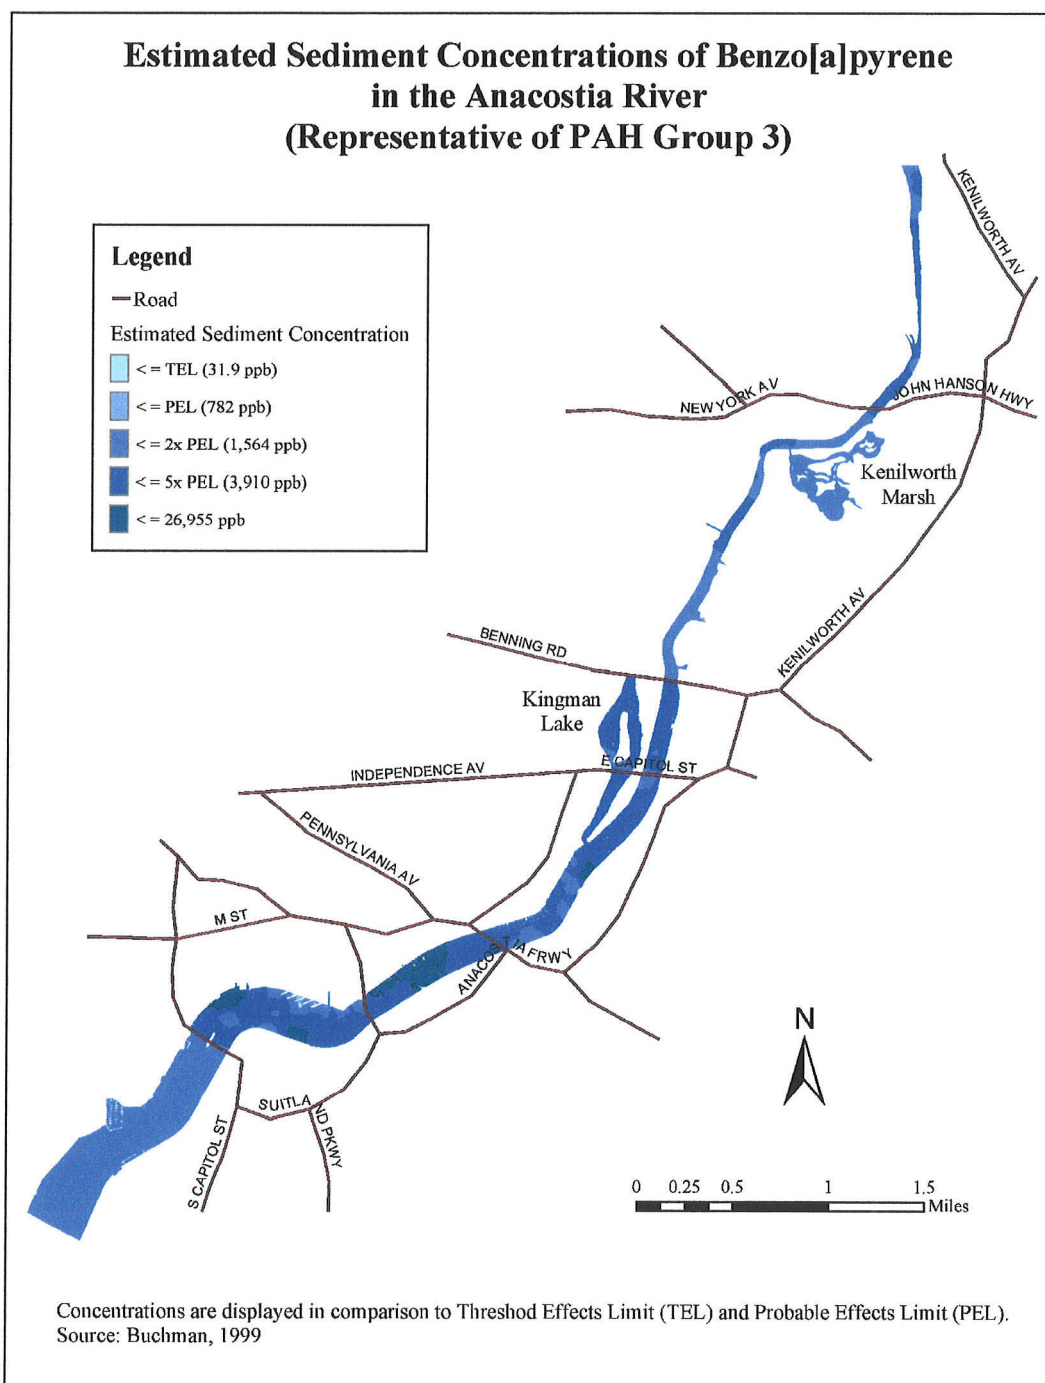 Estimated Sediment Concentrations of Benzo[a]pyrene
in the Anacostia River
(Representative of PAH Group 3)
Legend
Road
Estimated Sediment Concentration
< = TEL (31.9 ppb)
< = PEL (782 ppb)
< = 2x PEL (1,564 ppb)
< = 5x PEL (3,910 ppb)
< = 26,955 ppb
KENILWORTH AV
NEW YORK AV
JOHN HANSON HWY
Kenilworth
Marsh
KENILWORTH AV
BENNING RD
Kingman
Lake
E CAPITOL ST
INDEPENDENCE AV
PENNSYLVANIA AV
M ST
ANACOSTIA FRWY
SUITLAND PKWY
S CAPITOL ST
N
0 0.25 0.5 1 1.5
Miles
Concentrations are displayed in comparison to Threshod Effects Limit (TEL) and Probable Effects Limit (PEL).
Source: Buchman, 1999